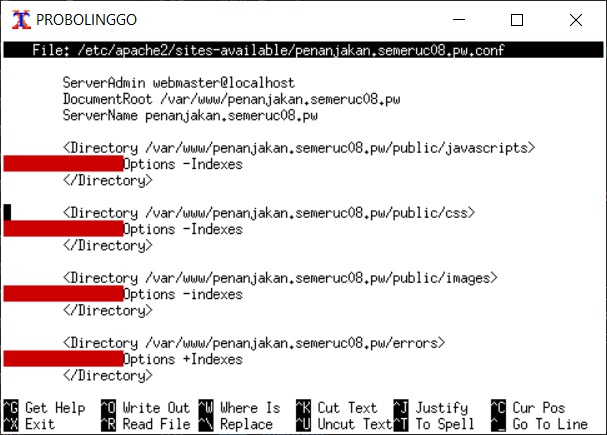 PROBOLINGGO
File: /etc/apache2/sites-available/penanjakan.semeruc08.pw.conf
ServerAdmin webmaster@localhost
DocumentRoot /var/www/penanjakan.semeruc08.pw
ServerName penanjakan.semeruc08.pw
<Directory /var/www/penanjakan.semeruc08.pw/public/javascripts>
Options -Indexes
</Directory>
<Directory /var/www/penanjakan.semeruc08.pw/public/css>
Options -Indexes
</Directory>
<Directory /var/www/penanjakan.semeruc08.pw/public/images>
Options -indexes
</Directory>
<Directory /var/www/penanjakan.semeruc08.pw/errors>
Options +Indexes
</Directory>
^G Get Help ^O Write Out ^W Where Is ^K Cut Text ^J Justify ^C Cur Pos
^X Exit ^R Read File ^\ Replace ^U Uncut Text ^T To Spell ^_ Go To Line